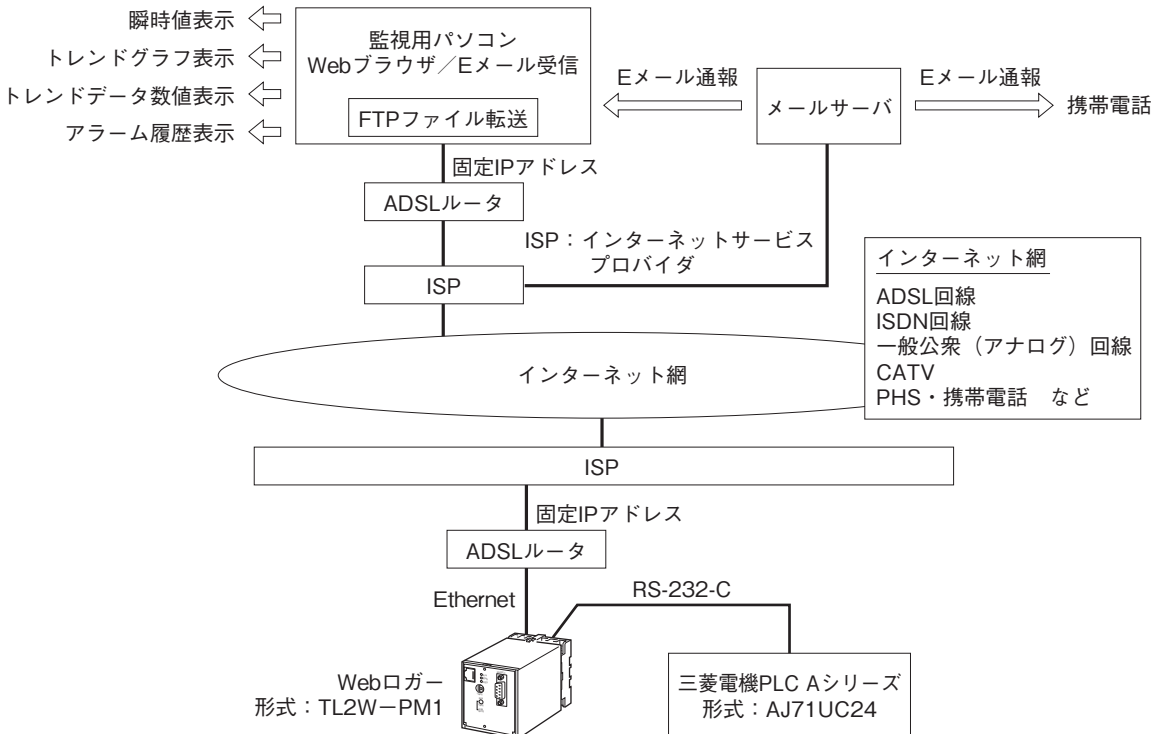 瞬時値表示
トレンドグラフ表示
トレンドデータ数値表示
アラーム履歴表示
監視用パソコン
Webブラウザ／Eメール受信
FTPファイル転送
Eメール通報
メールサーバ
Eメール通報
携帯電話
固定IPアドレス
ADSLルータ
ISP：インターネットサービス
プロバイダ
ISP
インターネット網
ADSL回線
ISDN回線
一般公衆（アナログ）回線
CATV
PHS・携帯電話　など
インターネット網
ISP
固定IPアドレス
ADSLルータ
Ethernet
RS-232-C
Webロガー
形式：TL2W－PM1
三菱電機PLC Aシリーズ
形式：AJ71UC24